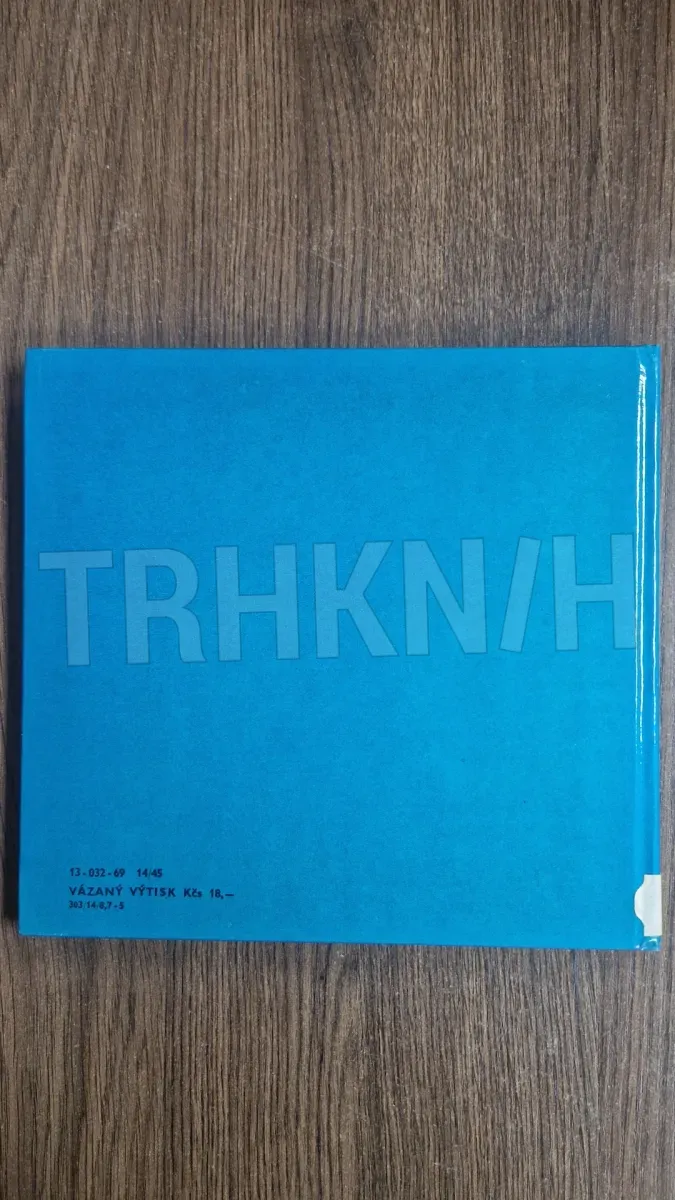 TRHKN/H
13-032-69 14/45
VÁZANÝ VÝTISK Kčs 18,—
302/14-8,7-5